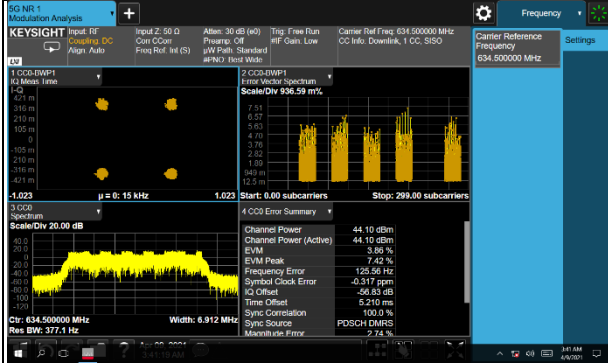 5G NR 1
Modulation Analysis
+
Frequency
KEYSIGHT
Input: RF
Coupling: DC
Align: Auto
Input Z: 50 Ω
Corr CCorr
Freq Ref: Int (S)
Atten: 30 dB (e0)
Preamp: Off
µW Path: Standard
#PNO: Best Wide
Trig: Free Run
#IF Gain: Low
Carrier Ref Freq: 634.500000 MHz
CC Info: Downlink, 1 CC, SISO
LXI
Carrier Reference
Frequency
634.500000 MHz
Settings
1 CC0-BWP1
IQ Meas Time
I-Q
421 m
316 m
210 m
105 m
0
-105 m
-210 m
-316 m
-421 m
-1.023
µ = 0: 15 kHz
1.023
2 CC0-BWP1
Error Vector Spectrum
Scale/Div 936.59 m%
7.51
6.57
5.63
4.70
3.76
2.82
1.89
949 m
12.5 m
Start: 0.00 subcarriers
Stop: 299.00 subcarriers
3 CC0
Spectrum
Scale/Div 20.00 dB
40.0
20.0
0
-20.0
-40.0
-60.0
-80.0
-100
-120
Ctr: 634.500000 MHz
Width: 6.912 MHz
Res BW: 377.1 Hz
4 CC0 Error Summary
Channel Power 44.10 dBm
Channel Power (Active) 44.10 dBm
EVM 3.86 %
EVM Peak 7.42 %
Frequency Error 125.56 Hz
Symbol Clock Error -0.317 ppm
IQ Offset -56.83 dB
Time Offset 5.210 ms
Sync Correlation 100.0 %
Sync Source PDSCH DMRS
Magnitude Error 2.74 %
3:41:15 AM
3:41 AM
4/9/2021